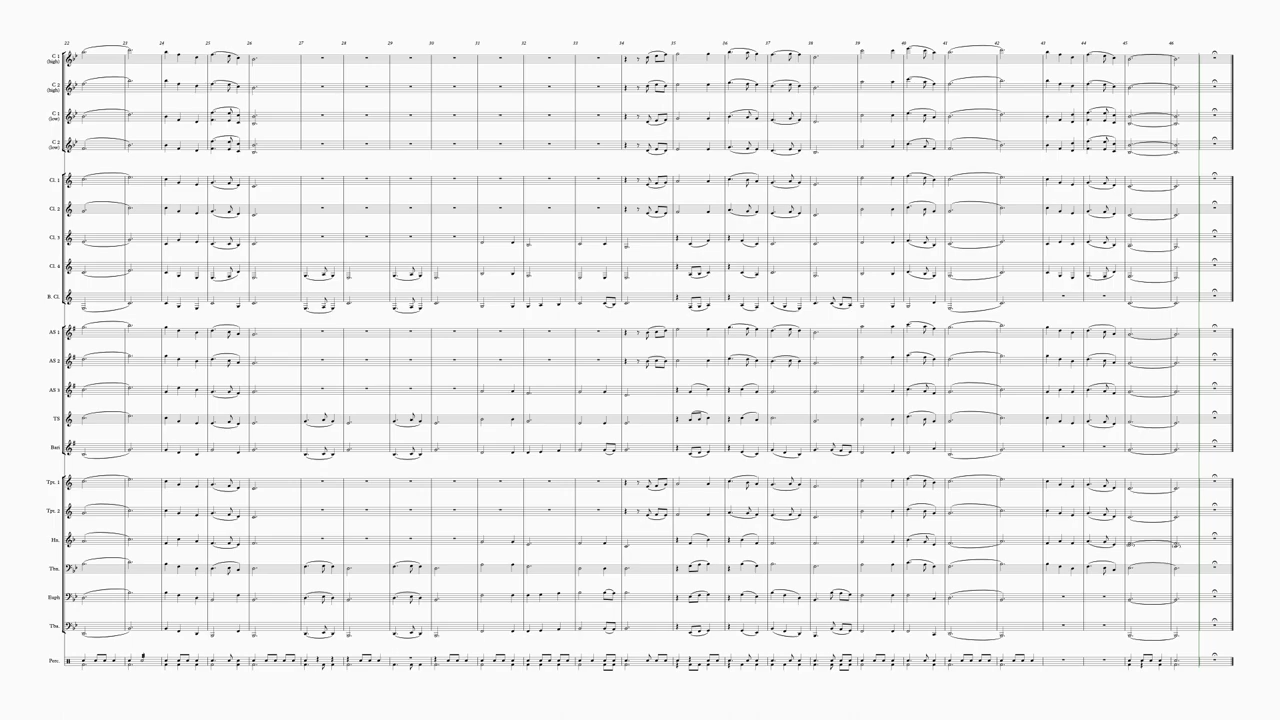 22 23 24 25 26 27 28 29 30 31 32 33 34 35 36 37 38 39 40 41 42 43 44 45 46
C 1
(high)
C 2
(high)
C 1
(low)
C 2
(low)
Cl. 1
Cl. 2
Cl. 3
Cl. 4
B. Cl.
AS 1
AS 2
AS 3
TS
Bari.
Tpt. 1
Tpt. 2
Hn.
Tbn.
Euph
Tba.
Perc.